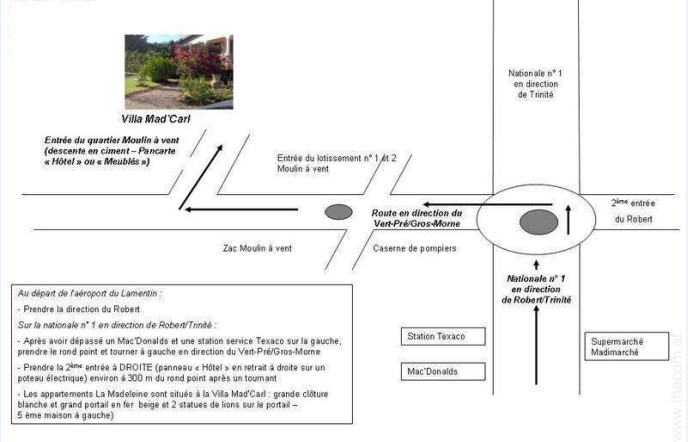 Nationale n° 1
en direction
de Trinité
Villa Mad'Carl
Entrée du quartier Moulin à vent
(descente en ciment – Pancarte
« Hôtel » ou « Meublés »)
Entrée du lotissement n° 1 et 2
Moulin à vent
2ème entrée
du Robert
Route en direction du
Vert-Pré/Gros-Morne
Zac Moulin à vent
Caserne de pompiers
Nationale n° 1
en direction
de Robert/Trinité
Au départ de l'aéroport du Lamentin :
- Prendre la direction du Robert
Sur la nationale n° 1 en direction de Robert/Trinité :
- Après avoir dépassé un Mac'Donalds et une station service Texaco sur la gauche,
prendre le rond point et tourner à gauche en direction du Vert-Pré/Gros-Morne
- Prendre la 2ème entrée à DROITE (panneau « Hôtel » en retrait à droite sur un
poteau électrique) environ à 300 m du rond point après un tournant
- Les appartements La Madeleine sont situés à la Villa Mad'Carl : grande clôture
blanche et grand portail en fer beige et 2 statues de lions sur le portail –
5 ème maison à gauche)
Station Texaco
Mac'Donalds
Supermarché
Madimarché
www.ihacom.at